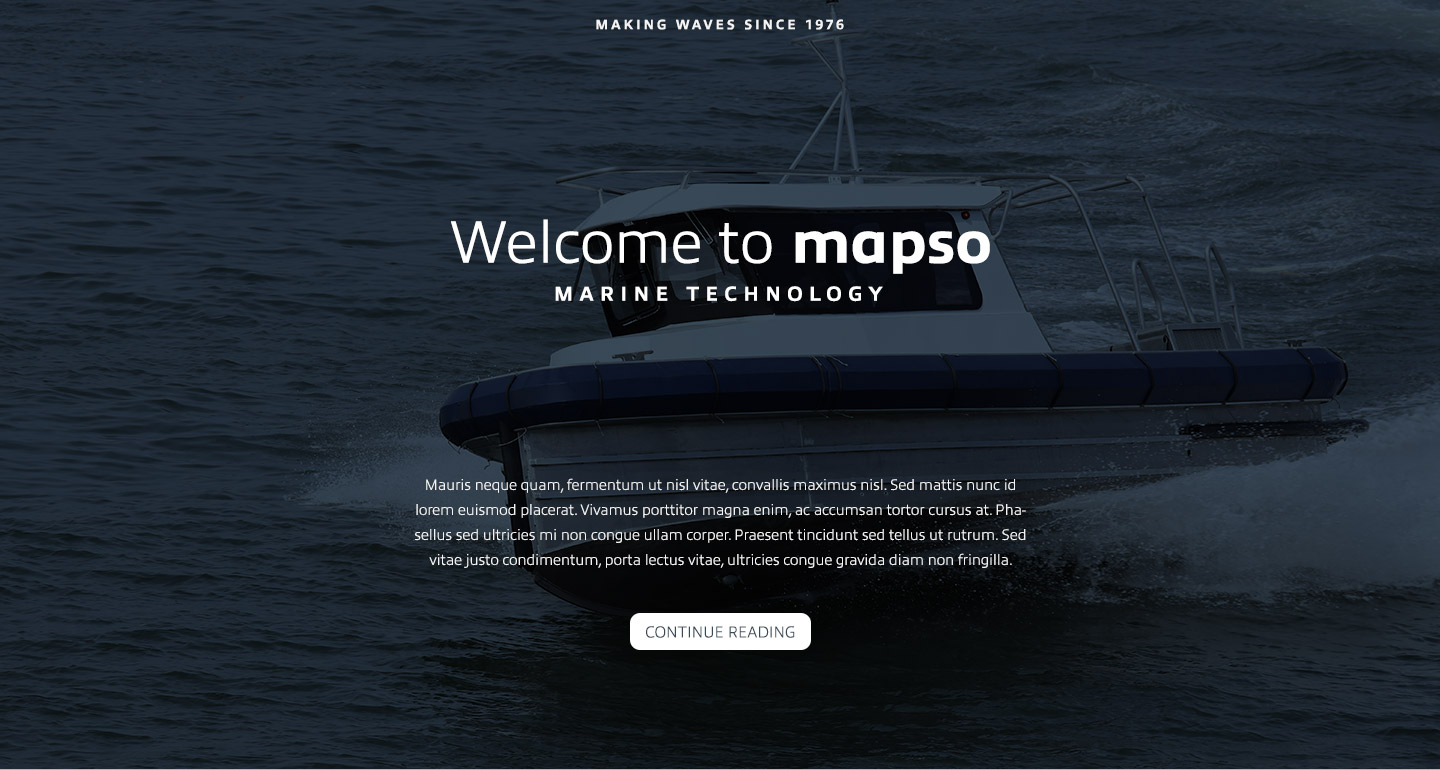 MAKING WAVES SINCE 1976
Welcome to mapso
MARINE TECHNOLOGY
Mauris neque quam, fermentum ut nisl vitae, convallis maximus nisl. Sed mattis nunc id
lorem euismod placerat. Vivamus porttitor magna enim, ac accumsan tortor cursus at. Pha-
sellus sed ultricies mi non congue ullam corper. Praesent tincidunt sed tellus ut rutrum. Sed
vitae justo condimentum, porta lectus vitae, ultricies congue gravida diam non fringilla.
CONTINUE READING